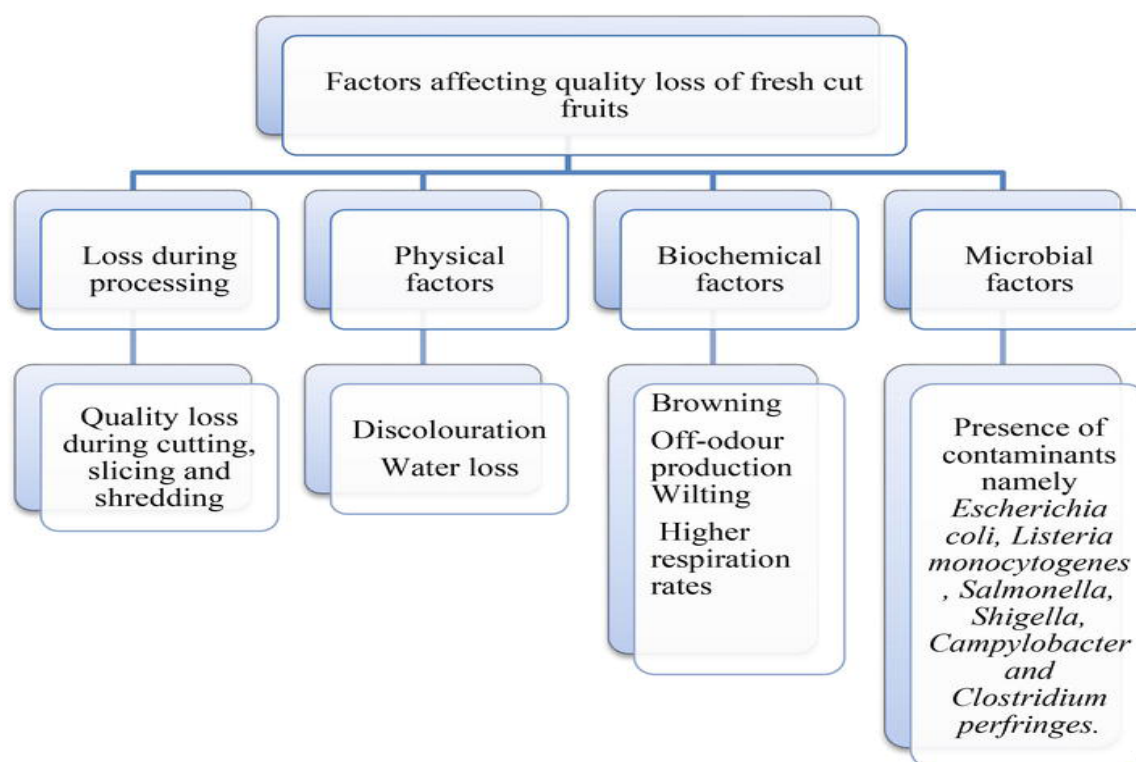 Factors affecting quality loss of fresh cut
fruits
Loss during
processing
Physical
factors
Biochemical
factors
Microbial
factors
Quality loss
during cutting,
slicing and
shredding
Discolouration
Water loss
Browning
Off-odour
production
Wilting
Higher
respiration
rates
Presence of
contaminants
namely
Escherichia
coli, Listeria
monocytogenes
, Salmonella,
Shigella,
Campylobacter
and
Clostridium
perfringes.